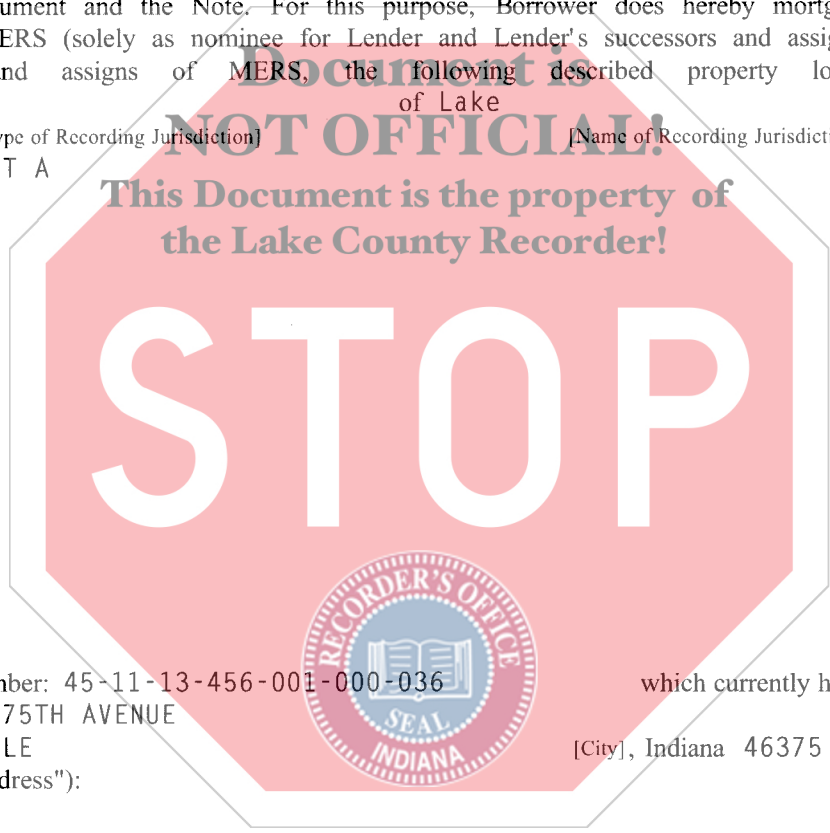 ument and the Note. For this purpose, Borrower does hereby mortg
ERS (solely as nominee for Lender and Lender's successors and assig
nd assigns of MERS, the following described property lo
Document is
of Lake
NOT OFFICIAL!
ype of Recording Jurisdiction] [Name of Recording Jurisdicti
T A
This Document is the property of
the Lake County Recorder!
STOP
RECORDER'S OFFICE
SEAL
INDIANA
nber: 45-11-13-456-001-000-036 which currently h
75TH AVENUE
LE [City], Indiana 46375
dress"):